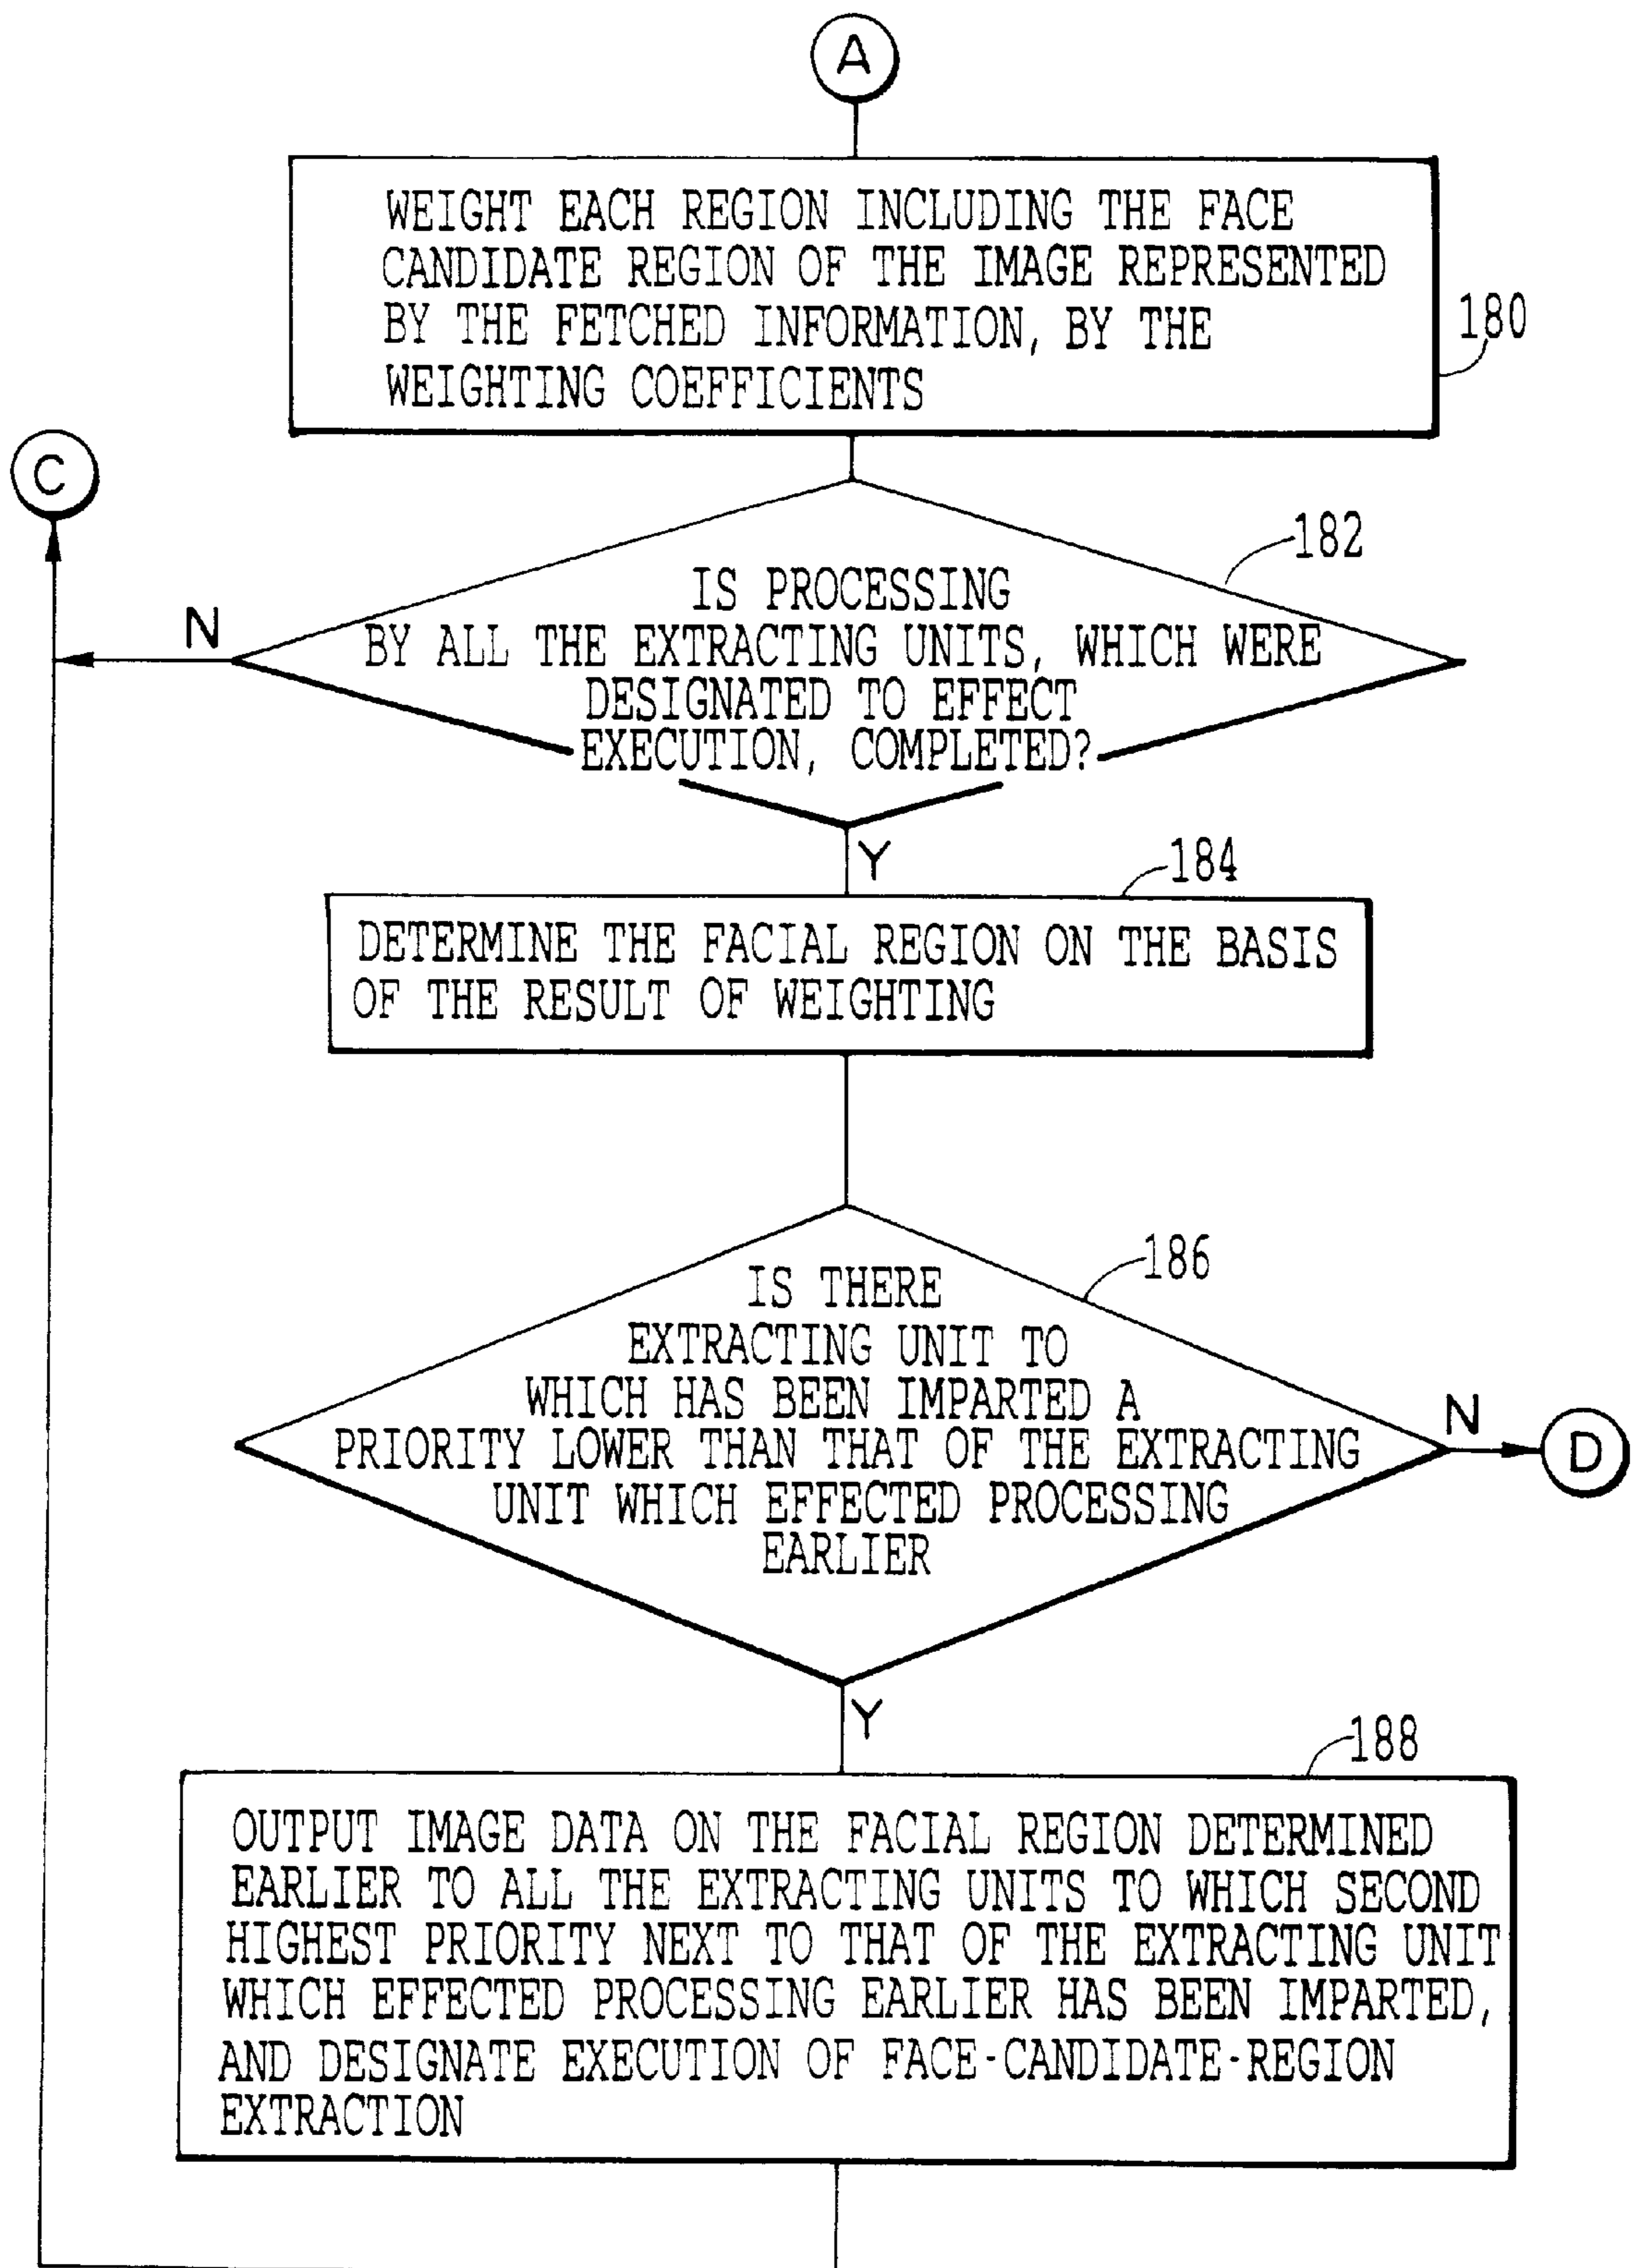 A
WEIGHT EACH REGION INCLUDING THE FACE
CANDIDATE REGION OF THE IMAGE REPRESENTED
BY THE FETCHED INFORMATION, BY THE
WEIGHTING COEFFICIENTS
180
C
182
IS PROCESSING
BY ALL THE EXTRACTING UNITS, WHICH WERE
DESIGNATED TO EFFECT
EXECUTION, COMPLETED?
N
Y
184
DETERMINE THE FACIAL REGION ON THE BASIS
OF THE RESULT OF WEIGHTING
186
IS THERE
EXTRACTING UNIT TO
WHICH HAS BEEN IMPARTED A
PRIORITY LOWER THAN THAT OF THE EXTRACTING
UNIT WHICH EFFECTED PROCESSING
EARLIER
N
D
Y
188
OUTPUT IMAGE DATA ON THE FACIAL REGION DETERMINED
EARLIER TO ALL THE EXTRACTING UNITS TO WHICH SECOND
HIGHEST PRIORITY NEXT TO THAT OF THE EXTRACTING UNIT
WHICH EFFECTED PROCESSING EARLIER HAS BEEN IMPARTED,
AND DESIGNATE EXECUTION OF FACE-CANDIDATE-REGION
EXTRACTION